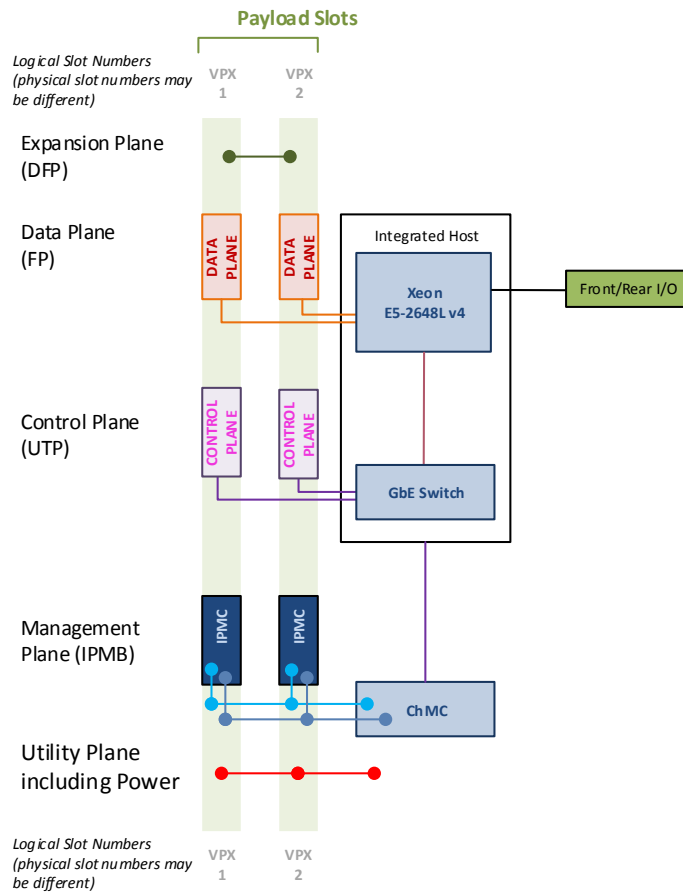 Payload Slots
Logical Slot Numbers
(physical slot numbers may
be different)
VPX
1
VPX
2
Expansion Plane
(DFP)
Data Plane
(FP)
DATA
PLANE
DATA
PLANE
Integrated Host
Xeon
E5-2648L v4
Front/Rear I/O
Control Plane
(UTP)
CONTROL
PLANE
CONTROL
PLANE
GbE Switch
Management
Plane (IPMB)
IPMC
IPMC
ChMC
Utility Plane
including Power
Logical Slot Numbers
(physical slot numbers may
be different)
VPX
1
VPX
2